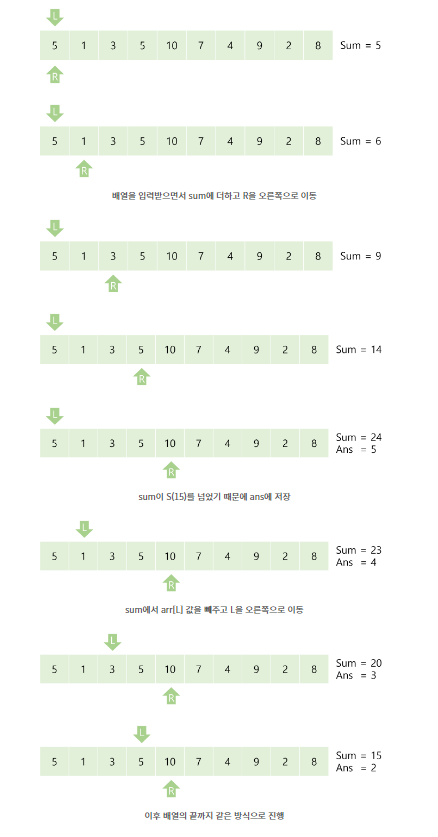 L
5 1 3 5 10 7 4 9 2 8 Sum = 5
R
L
5 1 3 5 10 7 4 9 2 8 Sum = 6
R
배열을 입력받으면서 sum에 더하고 R을 오른쪽으로 이동
L
5 1 3 5 10 7 4 9 2 8 Sum = 9
R
L
5 1 3 5 10 7 4 9 2 8 Sum = 14
R
L
5 1 3 5 10 7 4 9 2 8 Sum = 24
Ans = 5
R
sum이 S(15)를 넘었기 때문에 ans에 저장
L
5 1 3 5 10 7 4 9 2 8 Sum = 23
Ans = 4
R
sum에서 arr[L] 값을 빼주고 L을 오른쪽으로 이동
L
5 1 3 5 10 7 4 9 2 8 Sum = 20
Ans = 3
R
L
5 1 3 5 10 7 4 9 2 8 Sum = 15
Ans = 2
R
이후 배열의 끝까지 같은 방식으로 진행